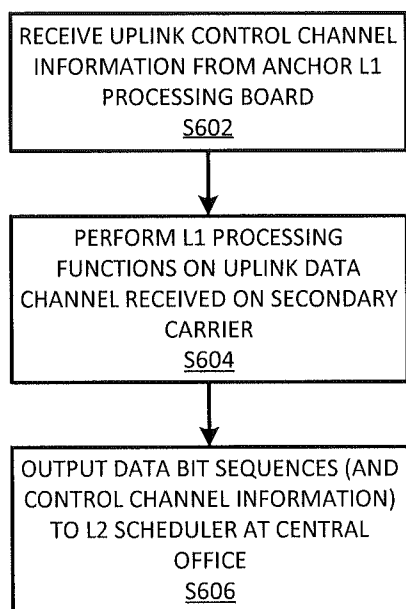 RECEIVE UPLINK CONTROL CHANNEL
INFORMATION FROM ANCHOR L1
PROCESSING BOARD
S602
PERFORM L1 PROCESSING
FUNCTIONS ON UPLINK DATA
CHANNEL RECEIVED ON SECONDARY
CARRIER
S604
OUTPUT DATA BIT SEQUENCES (AND
CONTROL CHANNEL INFORMATION)
TO L2 SCHEDULER AT CENTRAL
OFFICE
S606